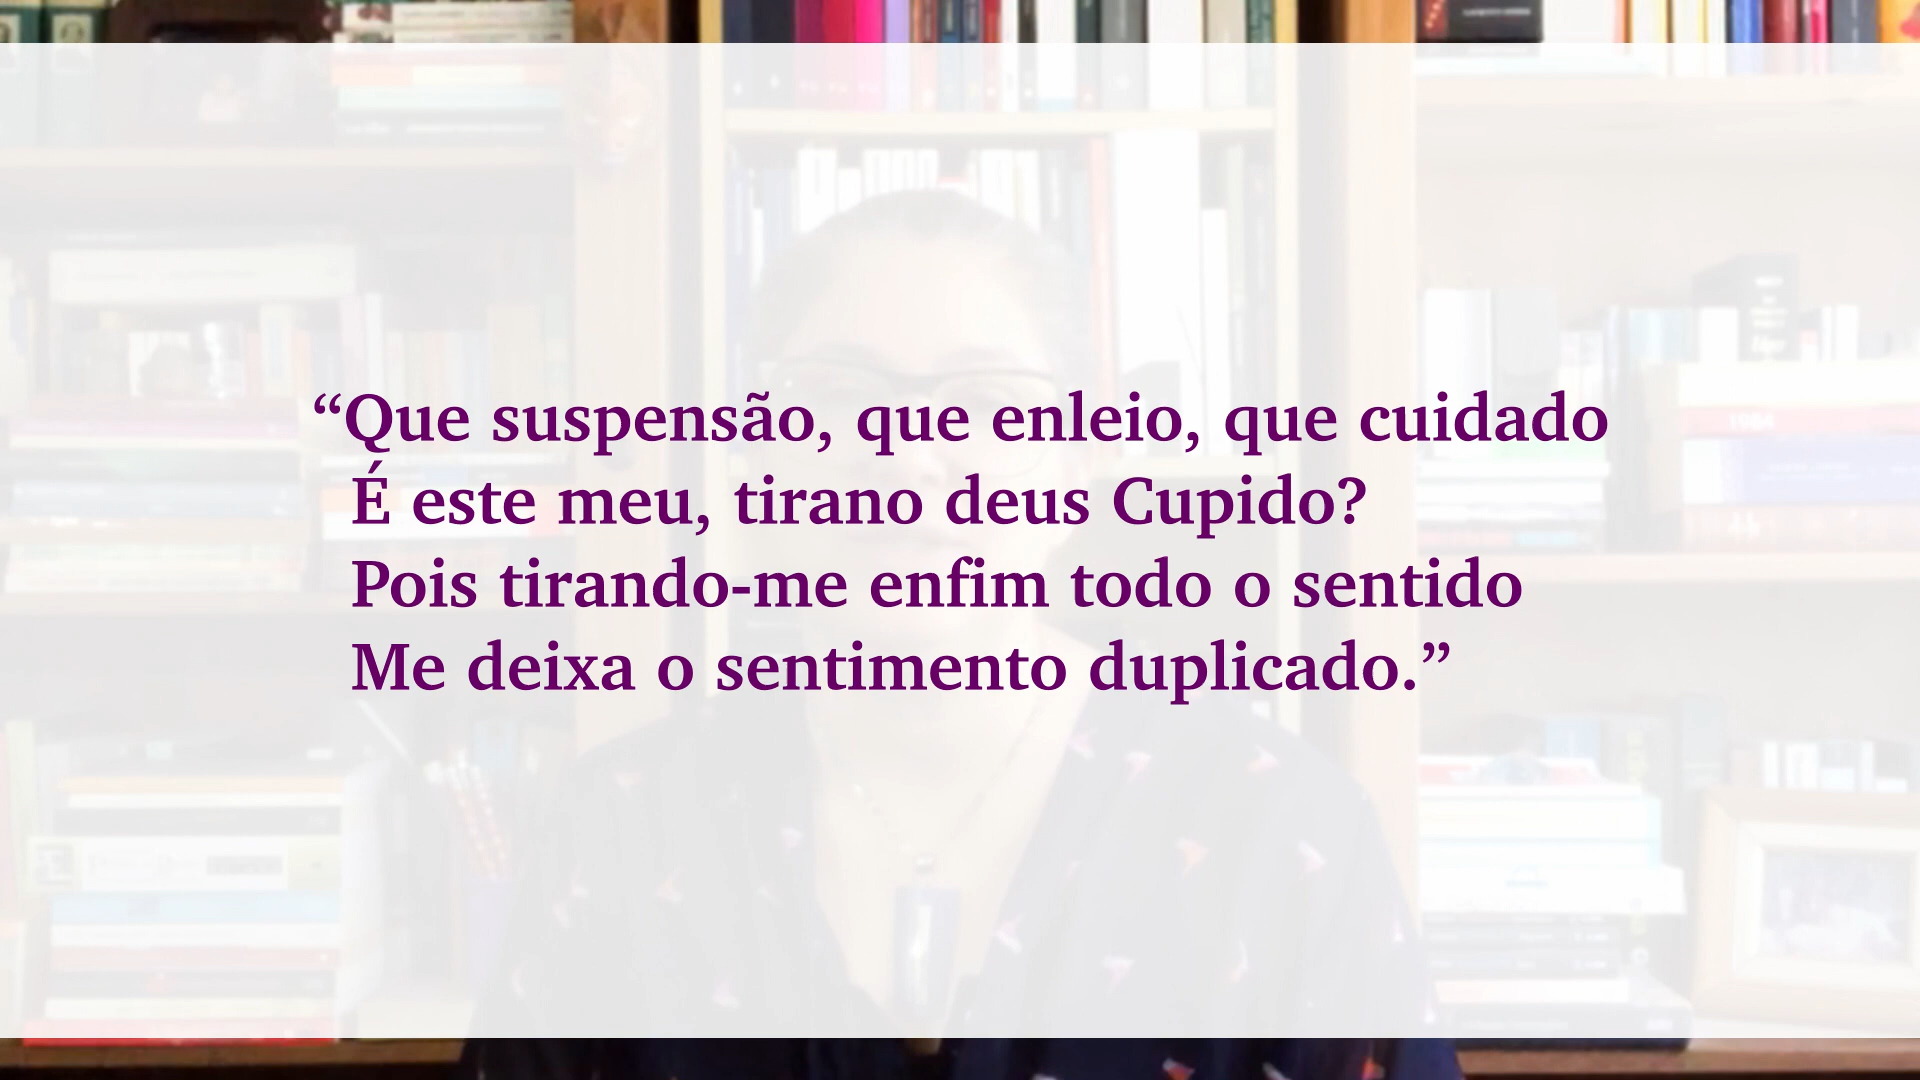 “Que suspensão, que enleio, que cuidado
É este meu, tirano deus Cupido?
Pois tirando-me enfim todo o sentido
Me deixa o sentimento duplicado.”
1984